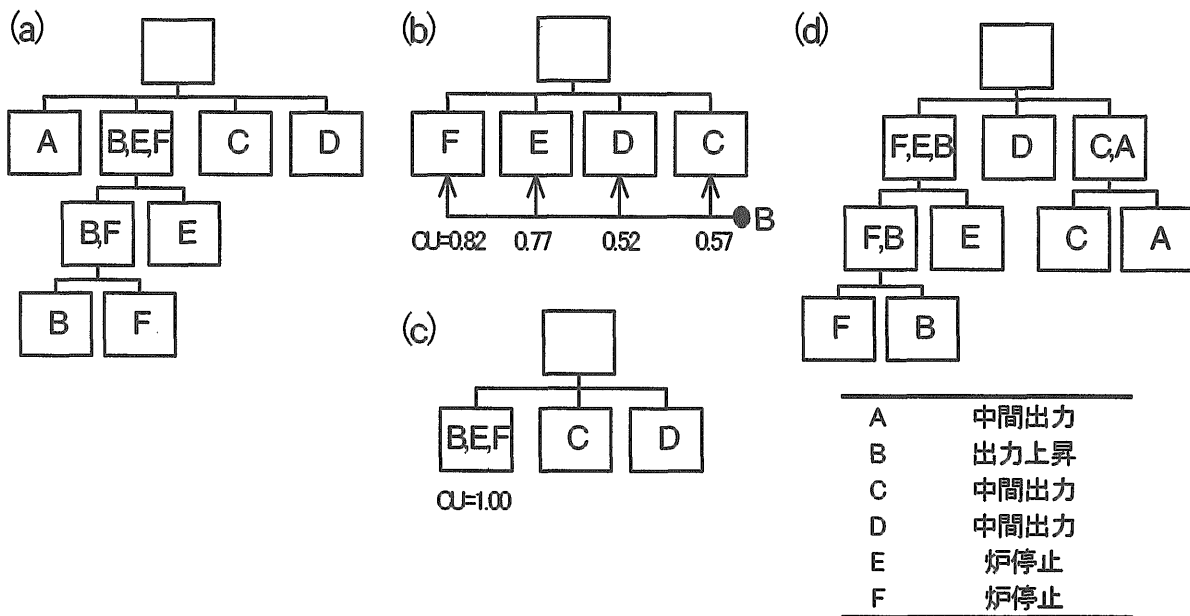 (a)
A
B,E,F
C
D
B,F
E
B
F
(b)
F
E
D
C
B
CU=0.82
0.77
0.52
0.57
(c)
B,E,F
C
D
CU=1.00
(d)
F,E,B
D
C,A
F,B
E
C
A
F
B
A 中間出力
B 出力上昇
C 中間出力
D 中間出力
E 炉停止
F 炉停止